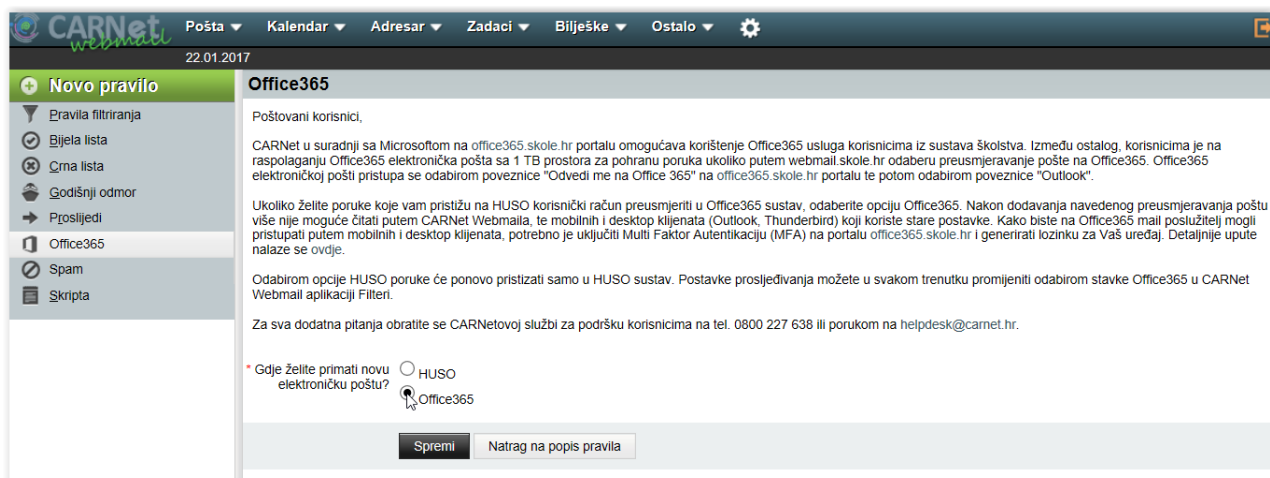 CARNet webmail Pošta Kalendar Adresar Zadaci Bilješke Ostalo
22.01.2017
Novo pravilo
Pravila filtriranja
Bijela lista
Crna lista
Godišnji odmor
Proslijedi
Office365
Spam
Skripta
Office365
Poštovani korisnici,
CARNet u suradnji sa Microsoftom na office365.skole.hr portalu omogućava korištenje Office365 usluga korisnicima iz sustava školstva. Između ostalog, korisnicima je na
raspolaganju Office365 elektronička pošta sa 1 TB prostora za pohranu poruka ukoliko putem webmail.skole.hr odaberu preusmjeravanje pošte na Office365. Office365
elektroničkoj pošti pristupa se odabirom poveznice "Odvedi me na Office 365" na office365.skole.hr portalu te potom odabirom poveznice "Outlook".
Ukoliko želite poruke koje vam pristižu na HUSO korisnički račun preusmjeriti u Office365 sustav, odaberite opciju Office365. Nakon dodavanja navedenog preusmjeravanja poštu
više nije moguće čitati putem CARNet Webmaila, te mobilnih i desktop klijenata (Outlook, Thunderbird) koji koriste stare postavke. Kako biste na Office365 mail poslužitelj mogli
pristupati putem mobilnih i desktop klijenata, potrebno je uključiti Multi Faktor Autentikaciju (MFA) na portalu office365.skole.hr i generirati lozinku za Vaš uređaj. Detaljnije upute
nalaze se ovdje.
Odabirom opcije HUSO poruke će ponovo pristizati samo u HUSO sustav. Postavke prosljeđivanja možete u svakom trenutku promijeniti odabirom stavke Office365 u CARNet
Webmail aplikaciji Filteri.
Za sva dodatna pitanja obratite se CARNetovoj službi za podršku korisnicima na tel. 0800 227 638 ili porukom na helpdesk@carnet.hr.
* Gdje želite primati novu
elektroničku poštu?
HUSO
Office365
Spremi Natrag na popis pravila